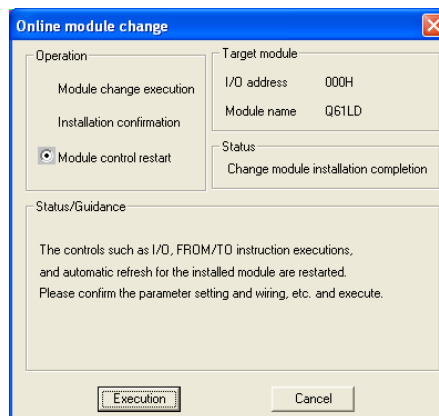 Online module change
Operation
Module change execution
Installation confirmation
Module control restart
Target module
I/O address 000H
Module name Q61LD
Status
Change module installation completion
Status/Guidance
The controls such as I/O, FROM/TO instruction executions,
and automatic refresh for the installed module are restarted.
Please confirm the parameter setting and wiring, etc. and execute.
Execution Cancel